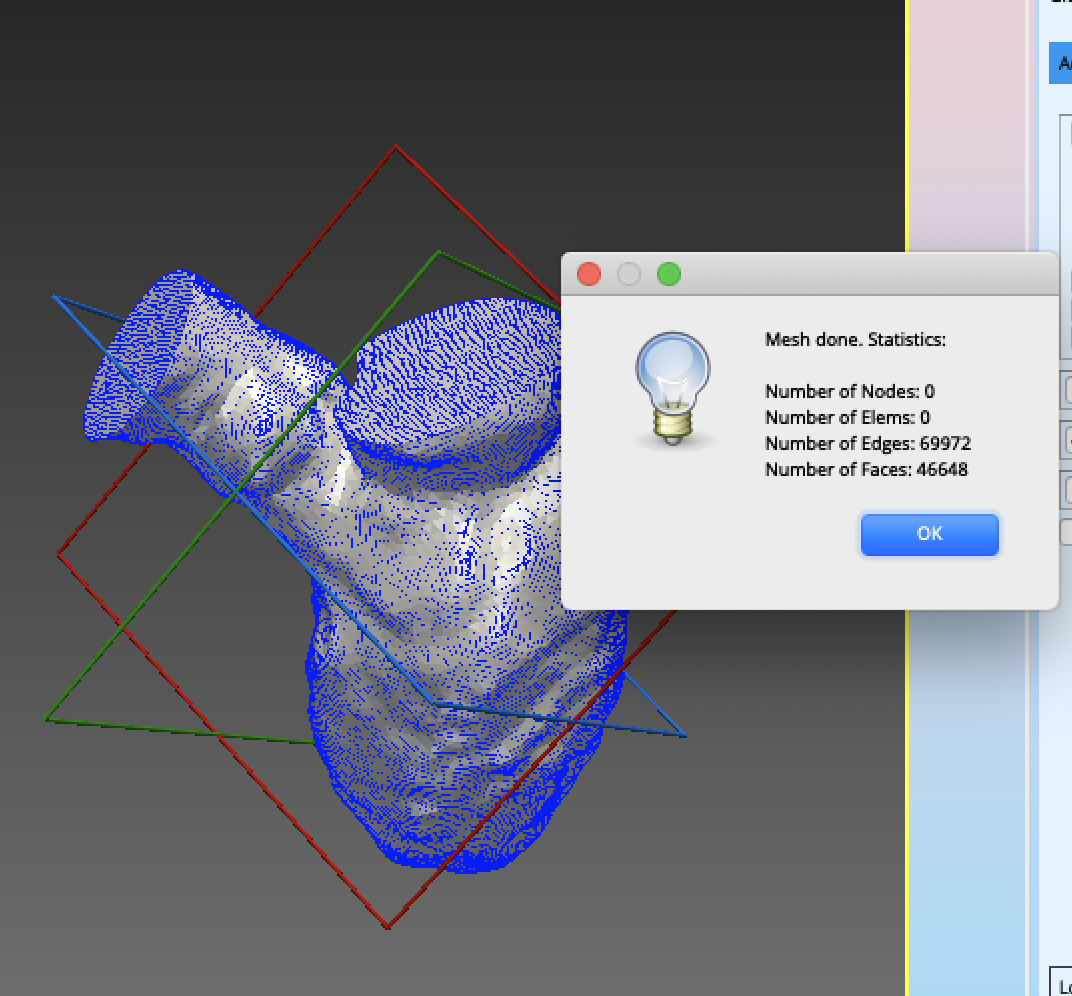 Mesh done. Statistics:
Number of Nodes: 0
Number of Elems: 0
Number of Edges: 69972
Number of Faces: 46648
OK